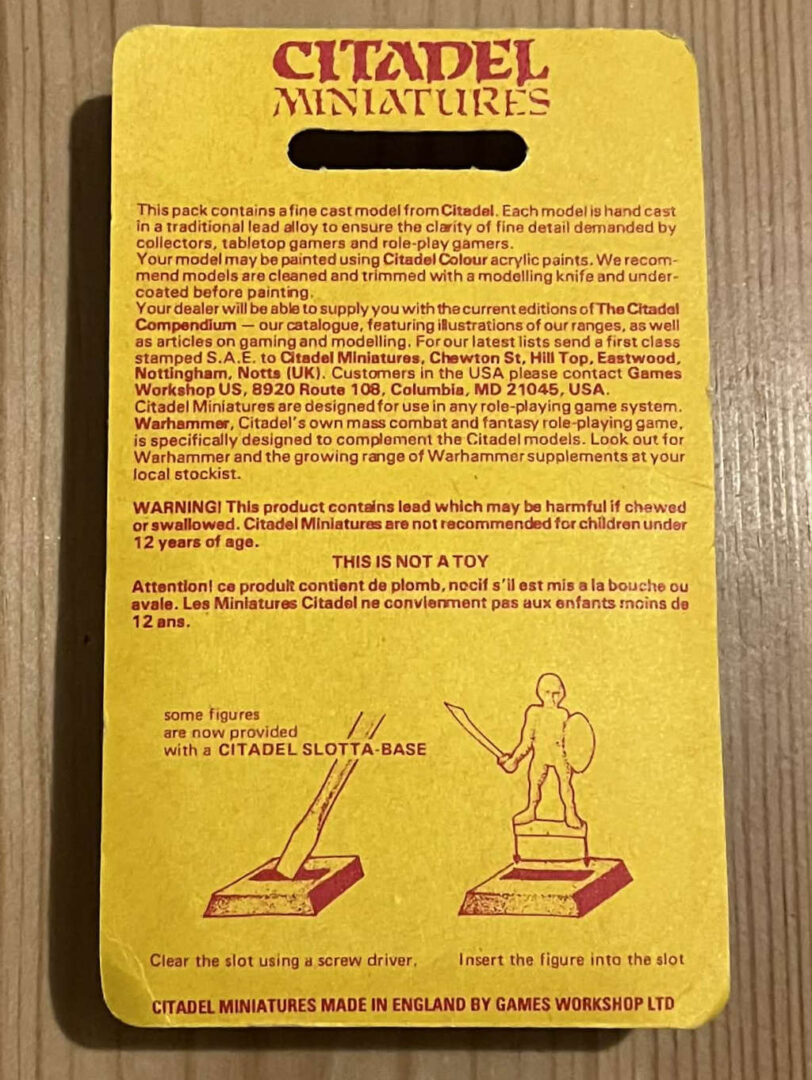 CITADEL
MINIATURES
This pack contains a fine cast model from Citadel. Each model is hand cast
in a traditional lead alloy to ensure the clarity of fine detail demanded by
collectors, tabletop gamers and role-play gamers.
Your model may be painted using Citadel Colour acrylic paints. We recom-
mend models are cleaned and trimmed with a modelling knife and under-
coated before painting.
Your dealer will be able to supply you with the current editions of The Citadel
Compendium — our catalogue, featuring illustrations of our ranges, as well
as articles on gaming and modelling. For our latest lists send a first class
stamped S.A.E. to Citadel Miniatures, Chewton St, Hill Top, Eastwood,
Nottingham, Notts (UK). Customers in the USA please contact Games
Workshop US, 8920 Route 108, Columbia, MD 21045, USA.
Citadel Miniatures are designed for use in any role-playing game system.
Warhammer, Citadel's own mass combat and fantasy role-playing game,
is specifically designed to complement the Citadel models. Look out for
Warhammer and the growing range of Warhammer supplements at your
local stockist.
WARNING! This product contains lead which may be harmful if chewed
or swallowed. Citadel Miniatures are not recommended for children under
12 years of age.
THIS IS NOT A TOY
Attention! ce produit contient de plomb, nocif s'il est mis a la bouche ou
avale. Les Miniatures Citadel ne convienment pas aux enfants moins de
12 ans.
some figures
are now provided
with a CITADEL SLOTTA-BASE
Clear the slot using a screw driver.
Insert the figure into the slot
CITADEL MINIATURES MADE IN ENGLAND BY GAMES WORKSHOP LTD